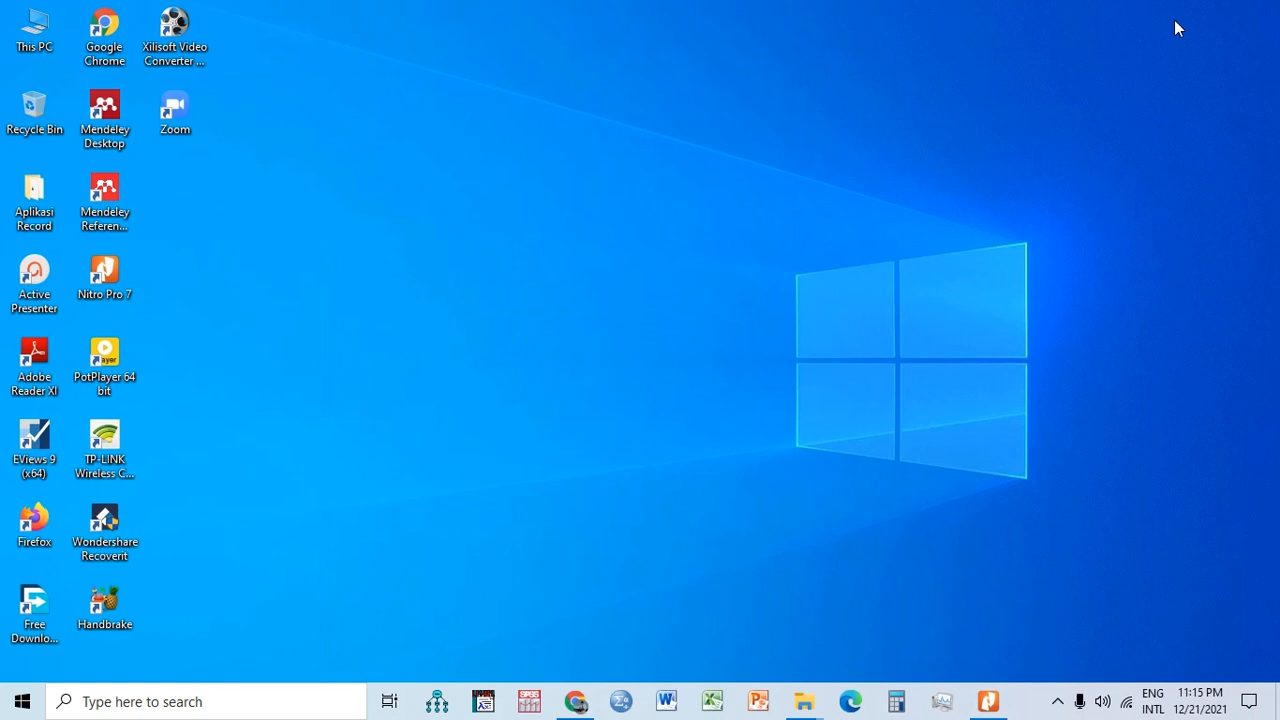 This PC
Google
Chrome
Xilisoft Video
Converter ...
Recycle Bin
Mendeley
Desktop
Zoom
Aplikasi
Record
Mendeley
Referen...
Active
Presenter
Nitro Pro 7
Adobe
Reader XI
PotPlayer 64
bit
EViews 9
(x64)
TP-LINK
Wireless C...
Firefox
Wondershare
Recoverit
Free
Downlo...
Handbrake
Type here to search
SPSS
ENG
INTL
11:15 PM
12/21/2021